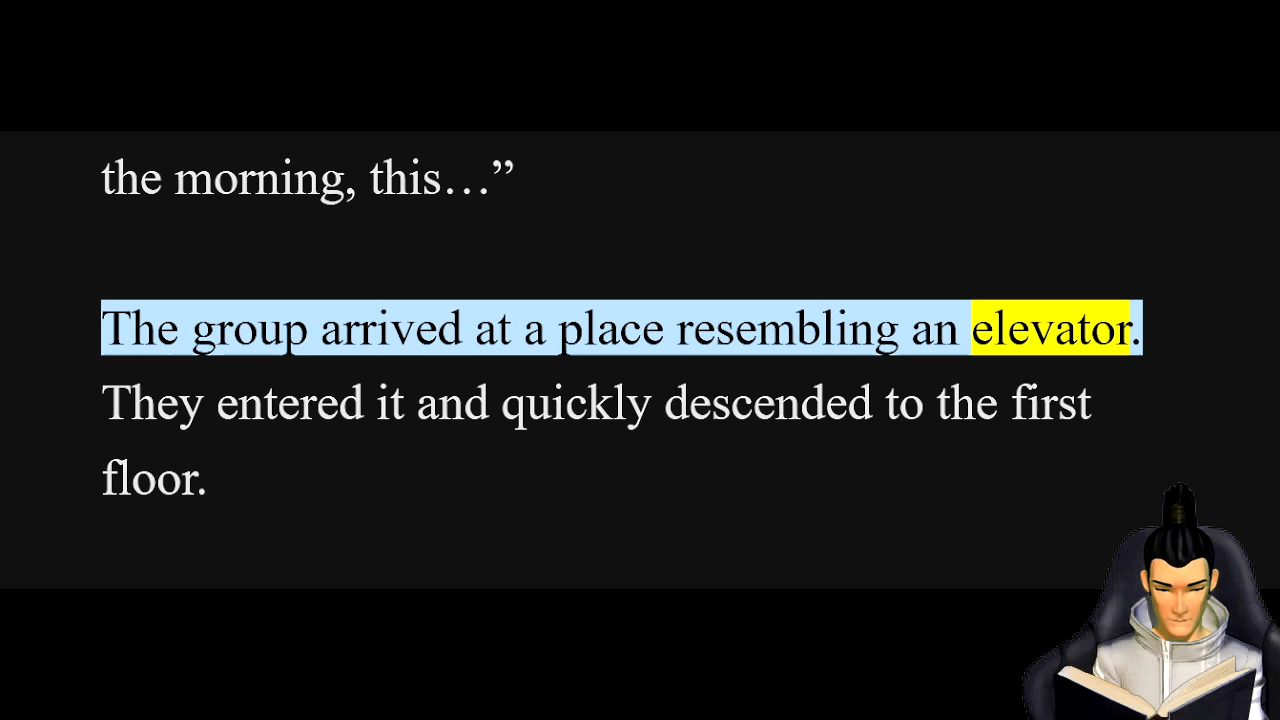 the morning, this…”
The group arrived at a place resembling an elevator.
They entered it and quickly descended to the first
floor.